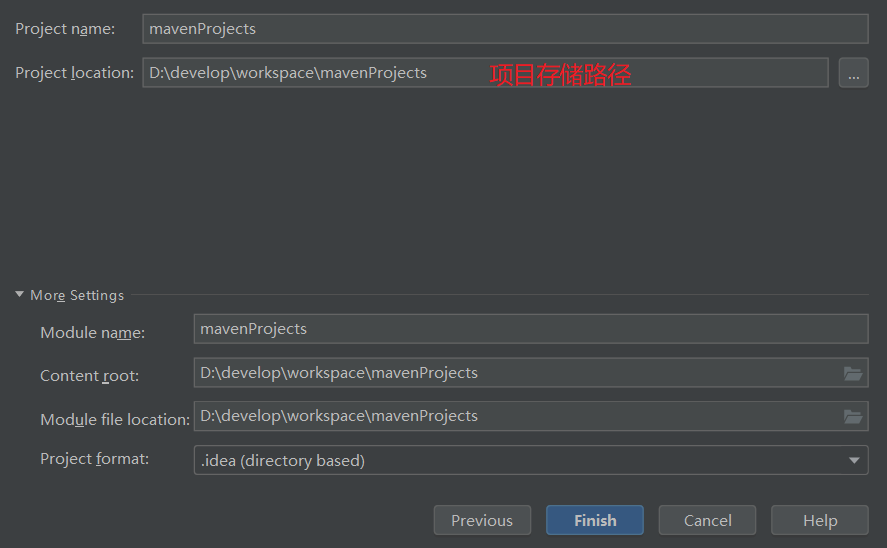 Project name: mavenProjects
Project location: D:\develop\workspace\mavenProjects 项目存储路径 ...
More Settings
Module name: mavenProjects
Content root: D:\develop\workspace\mavenProjects
Module file location: D:\develop\workspace\mavenProjects
Project format: .idea (directory based)
Previous Finish Cancel Help